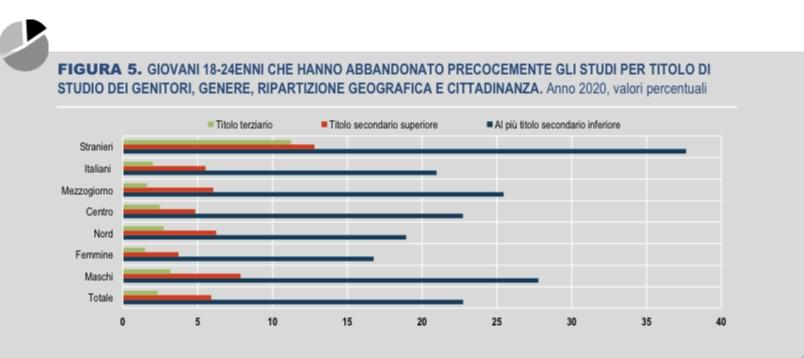 FIGURA 5. GIOVANI 18-24ENNI CHE HANNO ABBANDONATO PRECOCEMENTE GLI STUDI PER TITOLO DI
STUDIO DEI GENITORI, GENERE, RIPARTIZIONE GEOGRAFICA E CITTADINANZA. Anno 2020, valori percentuali
Titolo terziario Titolo secondario superiore Al più titolo secondario inferiore
Stranieri
Italiani
Mezzogiorno
Centro
Nord
Femmine
Maschi
Totale
0 5 10 15 20 25 30 35 40